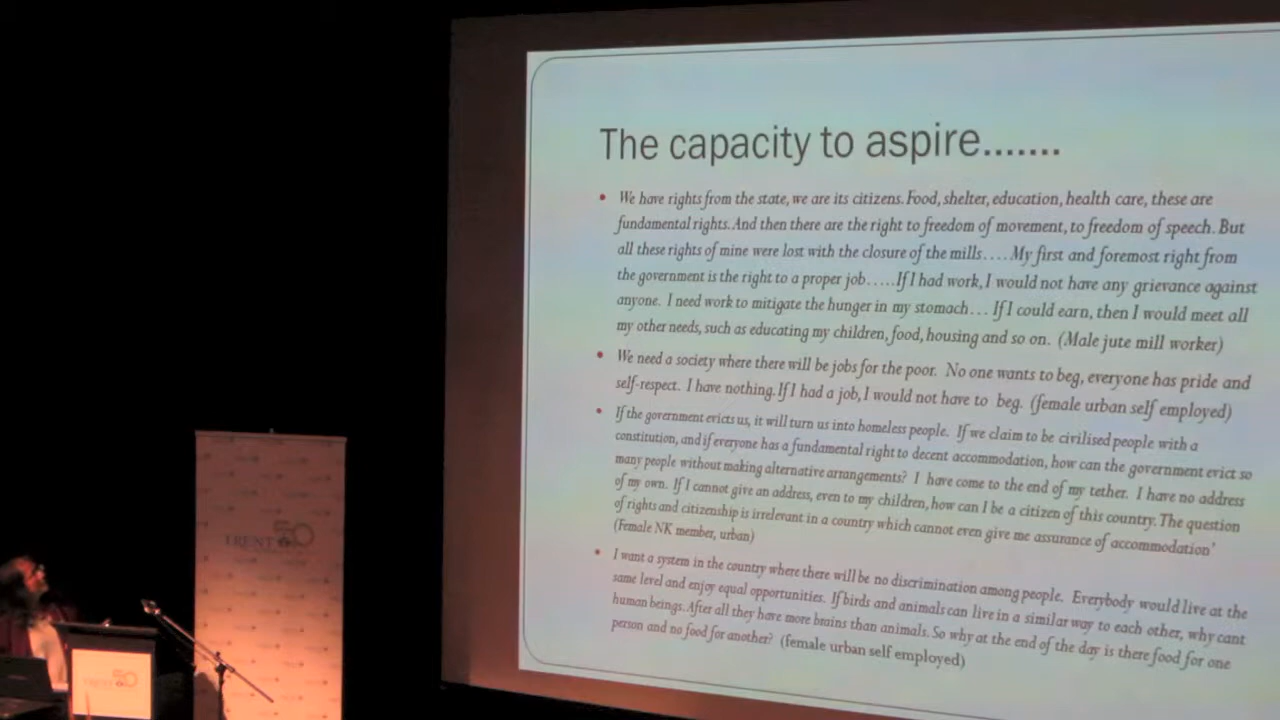 The capacity to aspire.......
• We have rights from the state, we are its citizens. Food, shelter, education, health care, these are
fundamental rights. And then there are the right to freedom of movement, to freedom of speech. But
all these rights of mine were lost with the closure of the mills….My first and foremost right from
the government is the right to a proper job…..If I had work, I would not have any grievance against
anyone. I need work to mitigate the hunger in my stomach… If I could earn, then I would meet all
my other needs, such as educating my children, food, housing and so on. (Male jute mill worker)
• We need a society where there will be jobs for the poor. No one wants to beg, everyone has pride and
self-respect. I have nothing. If I had a job, I would not have to beg. (female urban self employed)
• If the government evicts us, it will turn us into homeless people. If we claim to be civilised people with a
constitution, and if everyone has a fundamental right to decent accommodation, how can the government evict so
many people without making alternative arrangements? I have come to the end of my tether. I have no address
of my own. If I cannot give an address, even to my children, how can I be a citizen of this country. The question
of rights and citizenship is irrelevant in a country which cannot even give me assurance of accommodation'
(Female NK member, urban)
• I want a system in the country where there will be no discrimination among people. Everybody would live at the
same level and enjoy equal opportunities. If birds and animals can live in a similar way to each other, why cant
human beings. After all they have more brains than animals. So why at the end of the day is there food for one
person and no food for another? (female urban self employed)
TRENT 50
TRENT 50